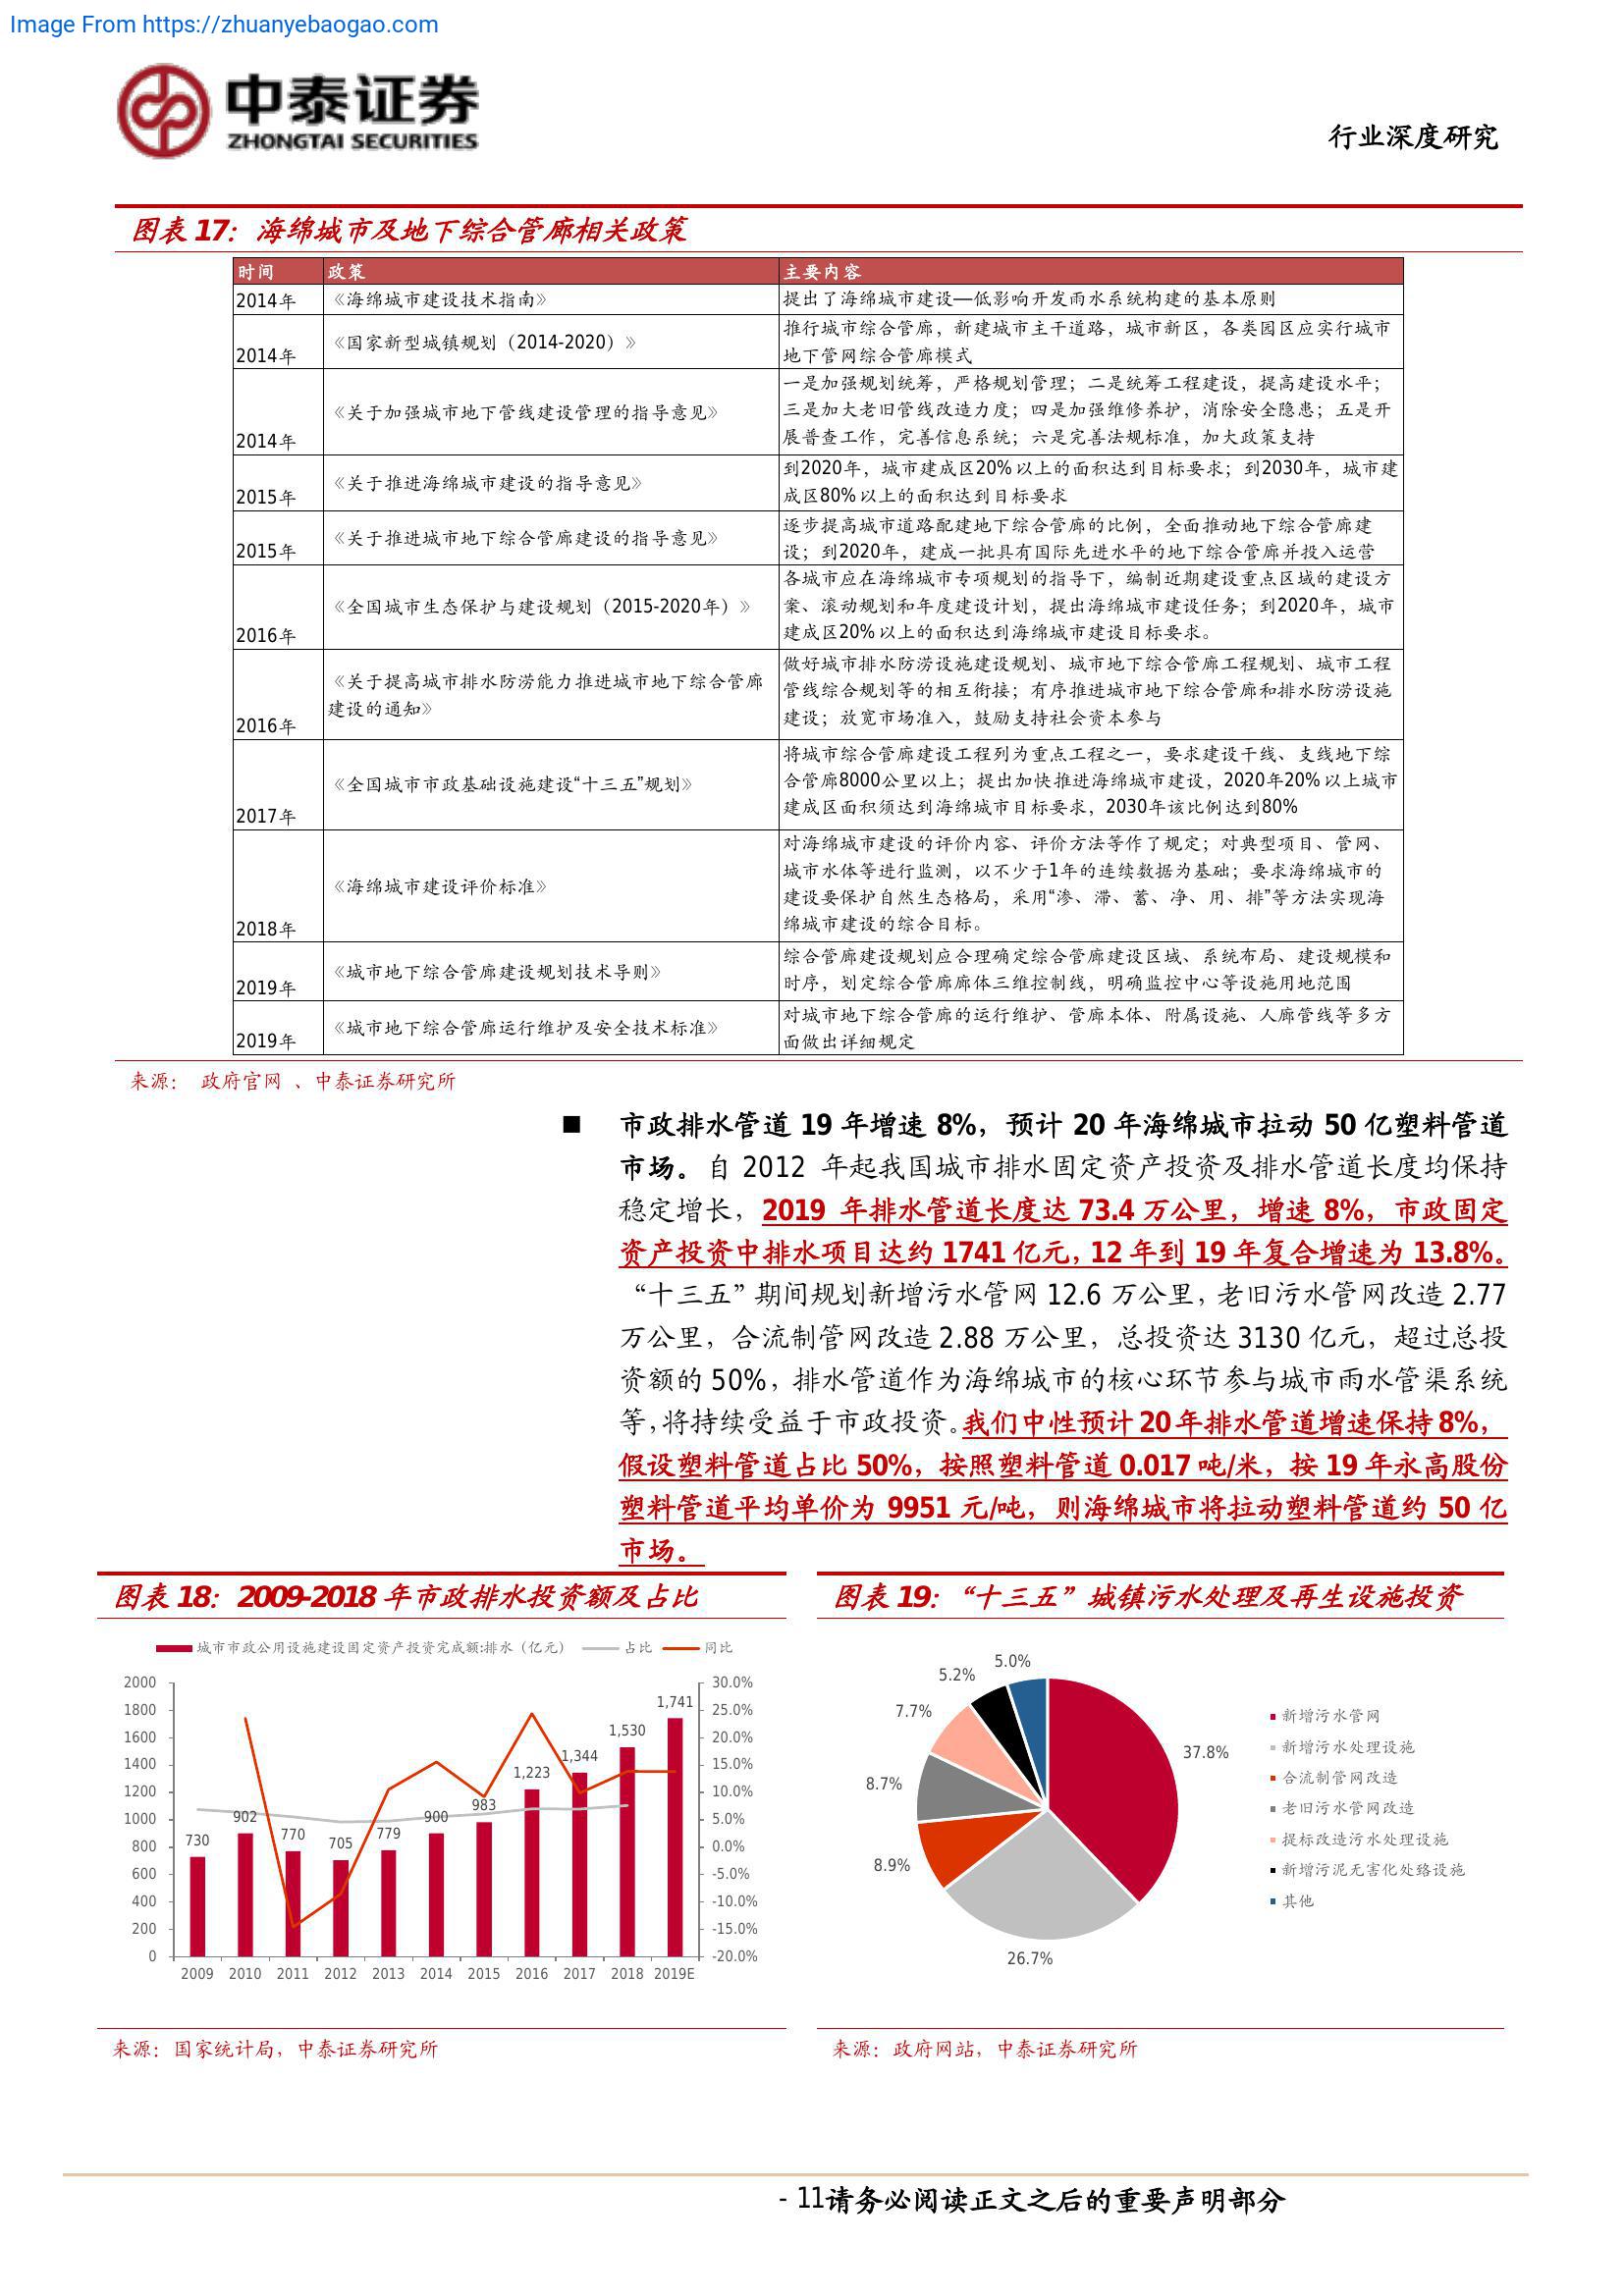 Image From https://zhuanyebaogao.com
中泰证券
ZHONGTAI SECURITIES
行业深度研究
图表 17：海绵城市及地下综合管廊相关政策
时间 政策 主要内容
2014年 《海绵城市建设技术指南》 提出了海绵城市建设—低影响开发雨水系统构建的基本原则
2014年 《国家新型城镇规划（2014-2020）》 推行城市综合管廊，新建城市主干道路，城市新区，各类园区应实行城市
地下管网综合管廊模式
2014年 《关于加强城市地下管线建设管理的指导意见》 一是加强规划统筹，严格规划管理；二是统筹工程建设，提高建设水平；
三是加大老旧管线改造力度；四是加强维修养护，消除安全隐患；五是开
展普查工作，完善信息系统；六是完善法规标准，加大政策支持
2015年 《关于推进海绵城市建设的指导意见》 到2020年，城市建成区20%以上的面积达到目标要求；到2030年，城市建
成区80%以上的面积达到目标要求
2015年 《关于推进城市地下综合管廊建设的指导意见》 逐步提高城市道路配建地下综合管廊的比例，全面推动地下综合管廊建
设；到2020年，建成一批具有国际先进水平的地下综合管廊并投入运营
2016年 《全国城市生态保护与建设规划（2015-2020年）》 各城市应在海绵城市专项规划的指导下，编制近期建设重点区域的建设方
案、滚动规划和年度建设计划，提出海绵城市建设任务；到2020年，城市
建成区20%以上的面积达到海绵城市建设目标要求。
2016年 《关于提高城市排水防涝能力推进城市地下综合管廊
建设的通知》 做好城市排水防涝设施建设规划、城市地下综合管廊工程规划、城市工程
管线综合规划等的相互衔接；有序推进城市地下综合管廊和排水防涝设施
建设；放宽市场准入，鼓励支持社会资本参与
2017年 《全国城市市政基础设施建设“十三五”规划》 将城市综合管廊建设工程列为重点工程之一，要求建设干线、支线地下综
合管廊8000公里以上；提出加快推进海绵城市建设，2020年20%以上城市
建成区面积须达到海绵城市目标要求，2030年该比例达到80%
2018年 《海绵城市建设评价标准》 对海绵城市建设的评价内容、评价方法等作了规定；对典型项目、管网、
城市水体等进行监测，以不少于1年的连续数据为基础；要求海绵城市的
建设要保护自然生态格局，采用“渗、滞、蓄、净、用、排”等方法实现海
绵城市建设的综合目标。
2019年 《城市地下综合管廊建设规划技术导则》 综合管廊建设规划应合理确定综合管廊建设区域、系统布局、建设规模和
时序，划定综合管廊廊体三维控制线，明确监控中心等设施用地范围
2019年 《城市地下综合管廊运行维护及安全技术标准》 对城市地下综合管廊的运行维护、管廊本体、附属设施、人廊管线等多方
面做出详细规定
来源： 政府官网 、中泰证券研究所
■ 市政排水管道 19 年增速 8%，预计 20 年海绵城市拉动 50 亿塑料管道
市场。自 2012 年起我国城市排水固定资产投资及排水管道长度均保持
稳定增长，2019 年排水管道长度达 73.4 万公里，增速 8%，市政固定
资产投资中排水项目达约 1741 亿元，12 年到 19 年复合增速为 13.8%。
“十三五”期间规划新增污水管网 12.6 万公里，老旧污水管网改造 2.77
万公里，合流制管网改造 2.88 万公里，总投资达 3130 亿元，超过总投
资额的 50%，排水管道作为海绵城市的核心环节参与城市雨水管渠系统
等，将持续受益于市政投资。我们中性预计 20 年排水管道增速保持 8%，
假设塑料管道占比 50%，按照塑料管道 0.017 吨/米，按 19 年永高股份
塑料管道平均单价为 9951 元/吨，则海绵城市将拉动塑料管道约 50 亿
市场。
图表 18：2009-2018 年市政排水投资额及占比
城市市政公用设施建设固定资产投资完成额:排水（亿元） 占比 同比
2000 30.0%
1800 25.0%
1600 20.0%
1400 15.0%
1200 10.0%
1000 5.0%
800 0.0%
600 -5.0%
400 -10.0%
200 -15.0%
0 -20.0%
730 902 770 705 779 900 983 1,223 1,344 1,530 1,741
2009 2010 2011 2012 2013 2014 2015 2016 2017 2018 2019E
来源：国家统计局，中泰证券研究所
图表 19：“十三五”城镇污水处理及再生设施投资
37.8%
26.7%
8.9%
8.7%
7.7%
5.2%
5.0%
新增污水管网
新增污水处理设施
合流制管网改造
老旧污水管网改造
提标改造污水处理设施
新增污泥无害化处臵设施
其他
来源：政府网站，中泰证券研究所
- 11请务必阅读正文之后的重要声明部分